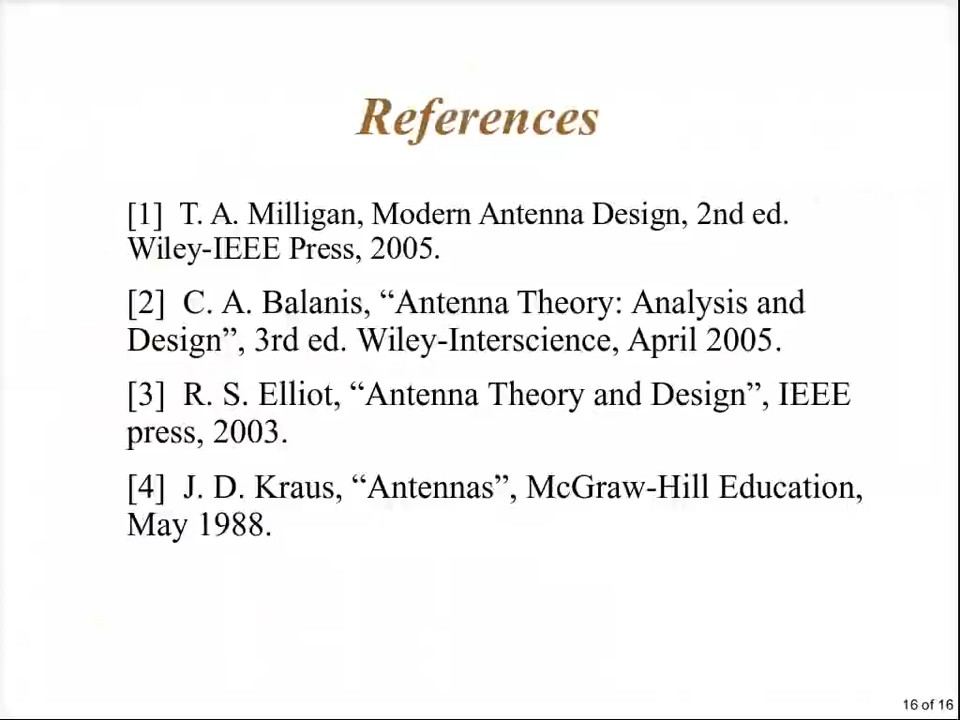 References
[1]  T. A. Milligan, Modern Antenna Design, 2nd ed.
Wiley-IEEE Press, 2005.
[2]  C. A. Balanis, “Antenna Theory: Analysis and
Design”, 3rd ed. Wiley-Interscience, April 2005.
[3]  R. S. Elliot, “Antenna Theory and Design”, IEEE
press, 2003.
[4]  J. D. Kraus, “Antennas”, McGraw-Hill Education,
May 1988.
16 of 16